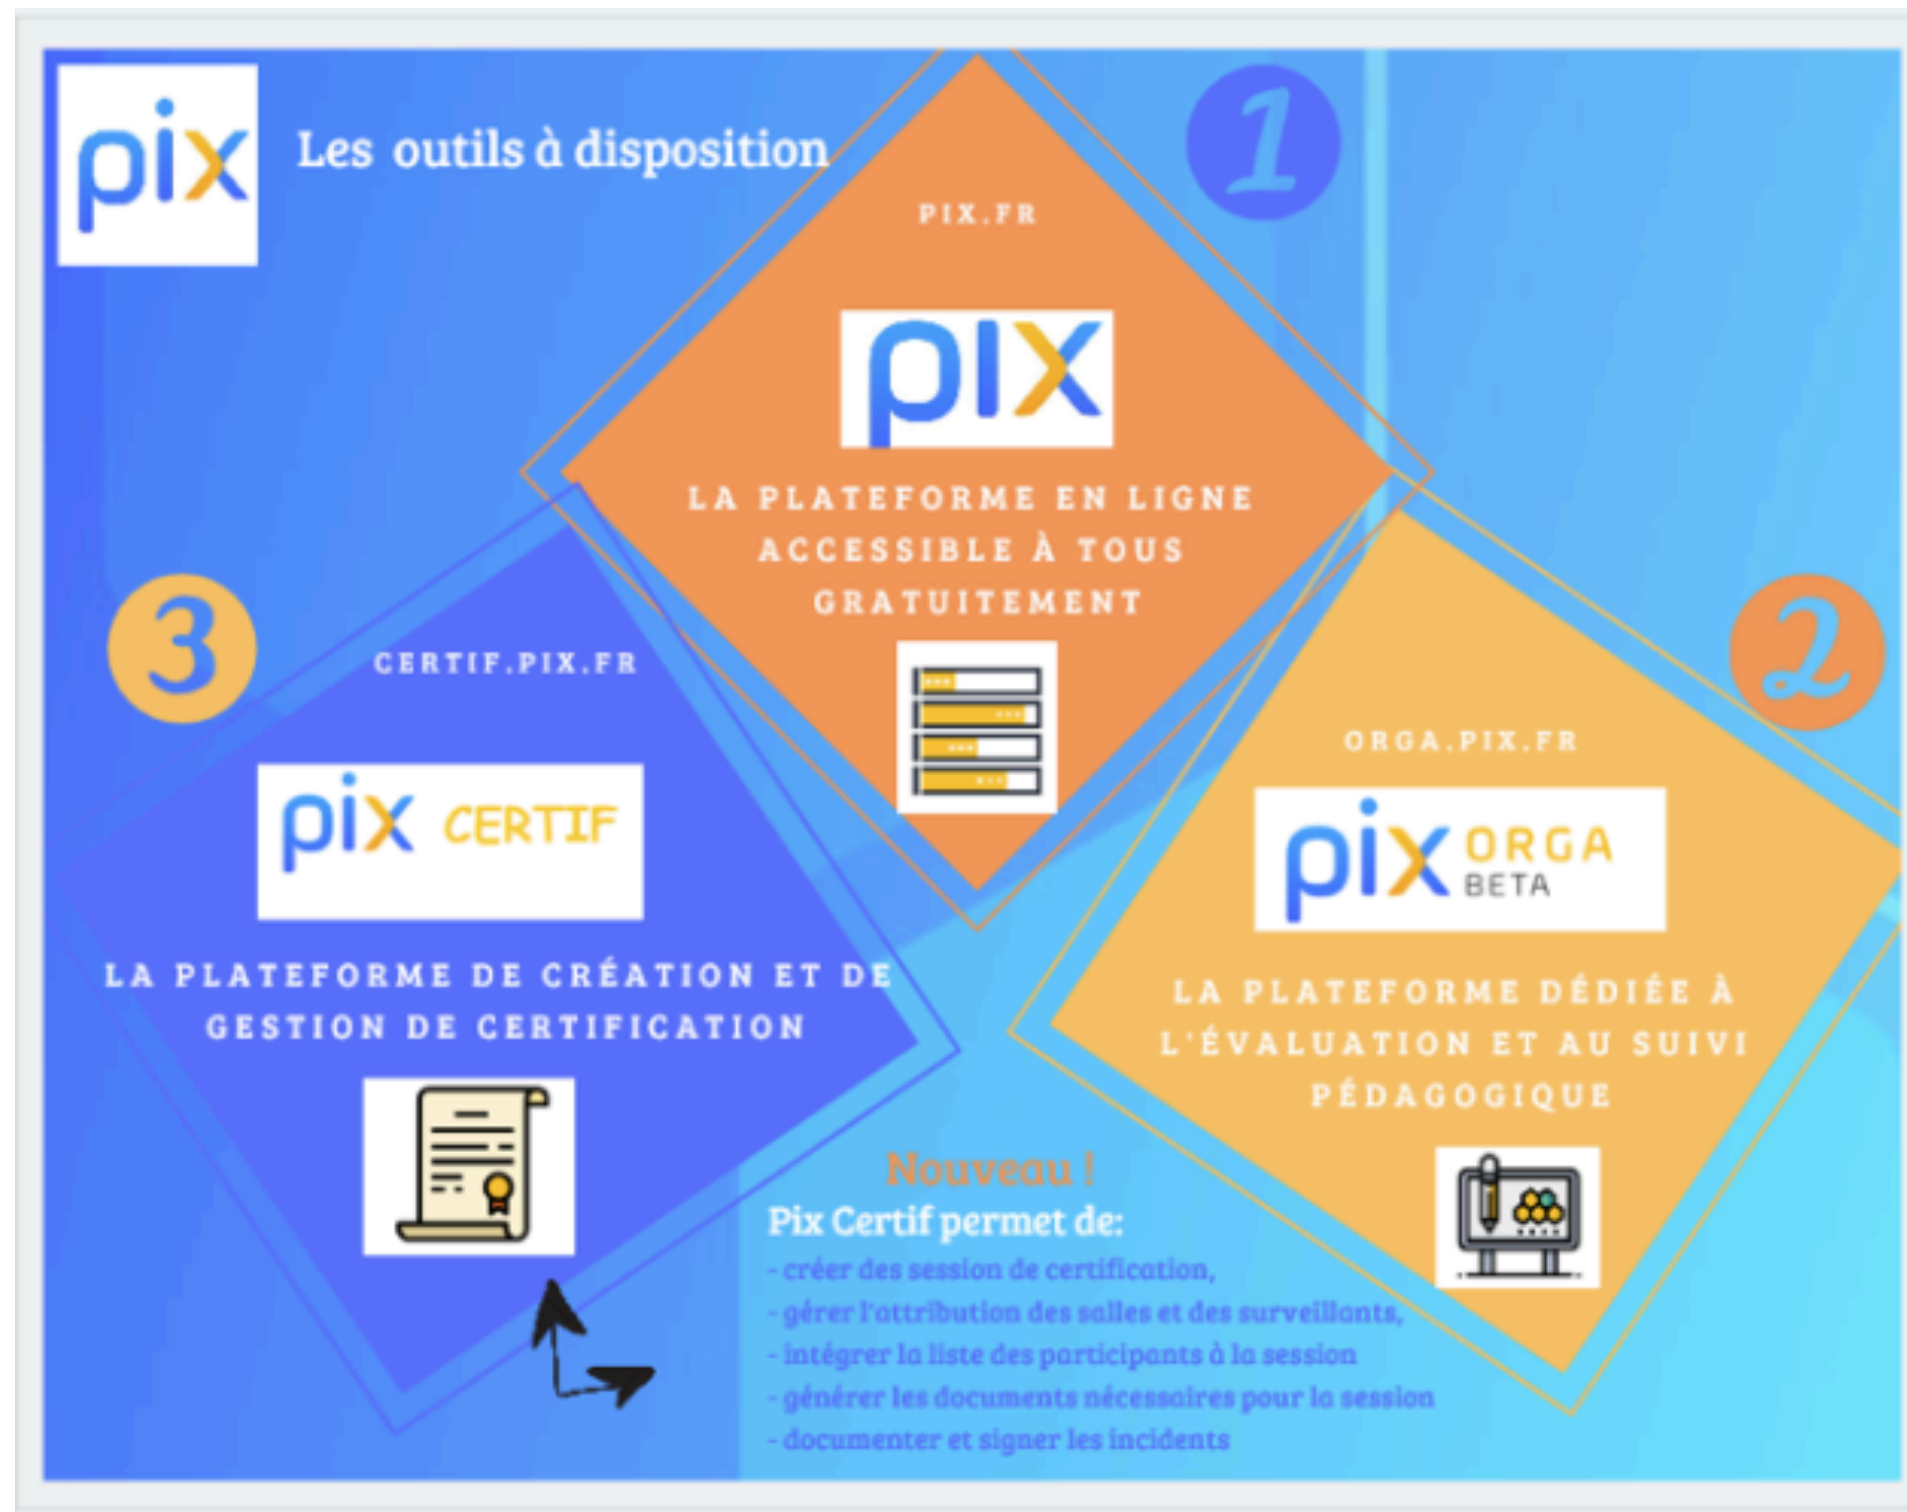 pix
Les outils à disposition
1
PIX.FR
pix
LA PLATEFORME EN LIGNE
ACCESSIBLE À TOUS
GRATUITEMENT
2
ORGA.PIX.FR
pix ORGA
BETA
LA PLATEFORME DÉDIÉE À
L'ÉVALUATION ET AU SUIVI
PÉDAGOGIQUE
3
CERTIF.PIX.FR
pix CERTIF
LA PLATEFORME DE CRÉATION ET DE
GESTION DE CERTIFICATION
Nouveau !
Pix Certif permet de:
- créer des session de certification,
- gérer l'attribution des salles et des surveillants,
- intégrer la liste des participants à la session
- générer les documents nécessaires pour la session
- documenter et signer les incidents